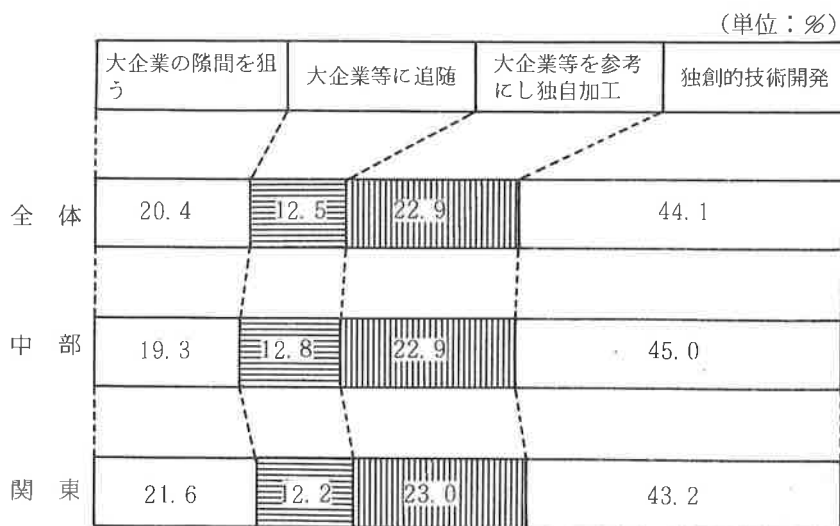 (単位：％)
大企業の隙間を狙
う
大企業等に追随
大企業等を参考
にし独自加工
独創的技術開発
全体 20.4 12.5 22.9 44.1
中部 19.3 12.8 22.9 45.0
関東 21.6 12.2 23.0 43.2